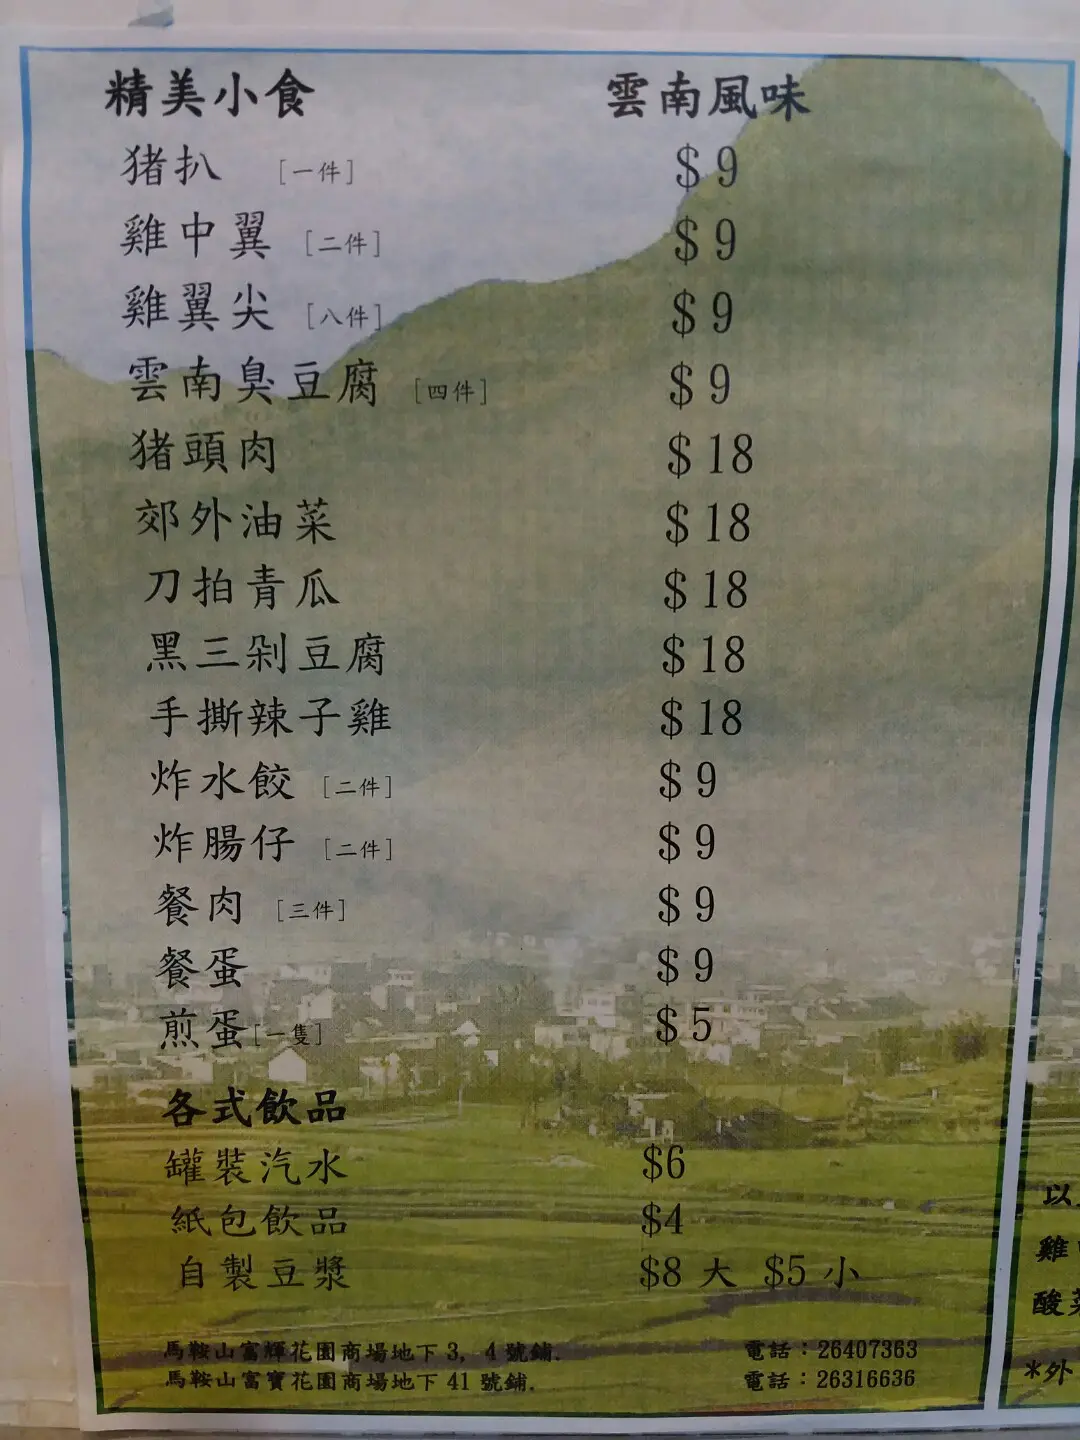 精美小食 雲南風味
猪扒 [一件] $9
雞中翼 [二件] $9
雞翼尖 [八件] $9
雲南臭豆腐 [四件] $9
猪頭肉 $18
郊外油菜 $18
刀拍青瓜 $18
黑三剁豆腐 $18
手撕辣子雞 $18
炸水餃 [二件] $9
炸腸仔 [二件] $9
餐肉 [三件] $9
餐蛋 $9
煎蛋[一隻] $5
各式飲品
罐裝汽水 $6
紙包飲品 $4
自製豆漿 $8 大 $5 小
馬鞍山富輝花園商場地下3, 4號鋪. 電話：26407363
馬鞍山富寶花園商場地下41號鋪. 電話：26316636
以
雞
酸菜
*外